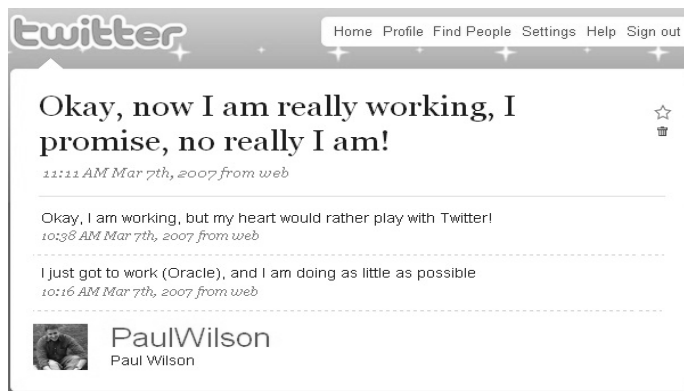 twitter
Home Profile Find People Settings Help Sign out
Okay, now I am really working, I
promise, no really I am!
11:11 AM Mar 7th, 2007 from web
Okay, I am working, but my heart would rather play with Twitter!
10:38 AM Mar 7th, 2007 from web
I just got to work (Oracle), and I am doing as little as possible
10:16 AM Mar 7th, 2007 from web
PaulWilson
Paul Wilson